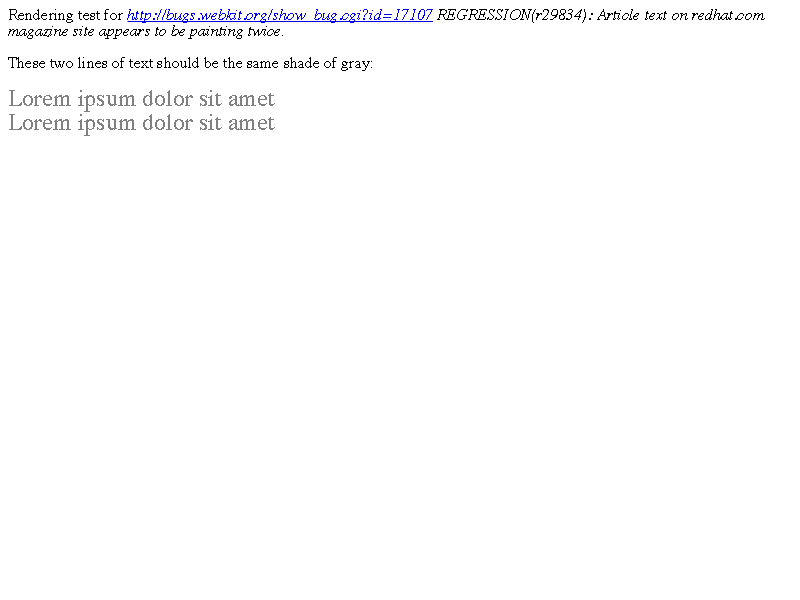 Rendering test for http://bugs.webkit.org/show_bug.cgi?id=17107 REGRESSION(r29834): Article text on redhat.com
magazine site appears to be painting twice.
These two lines of text should be the same shade of gray:
Lorem ipsum dolor sit amet
Lorem ipsum dolor sit amet